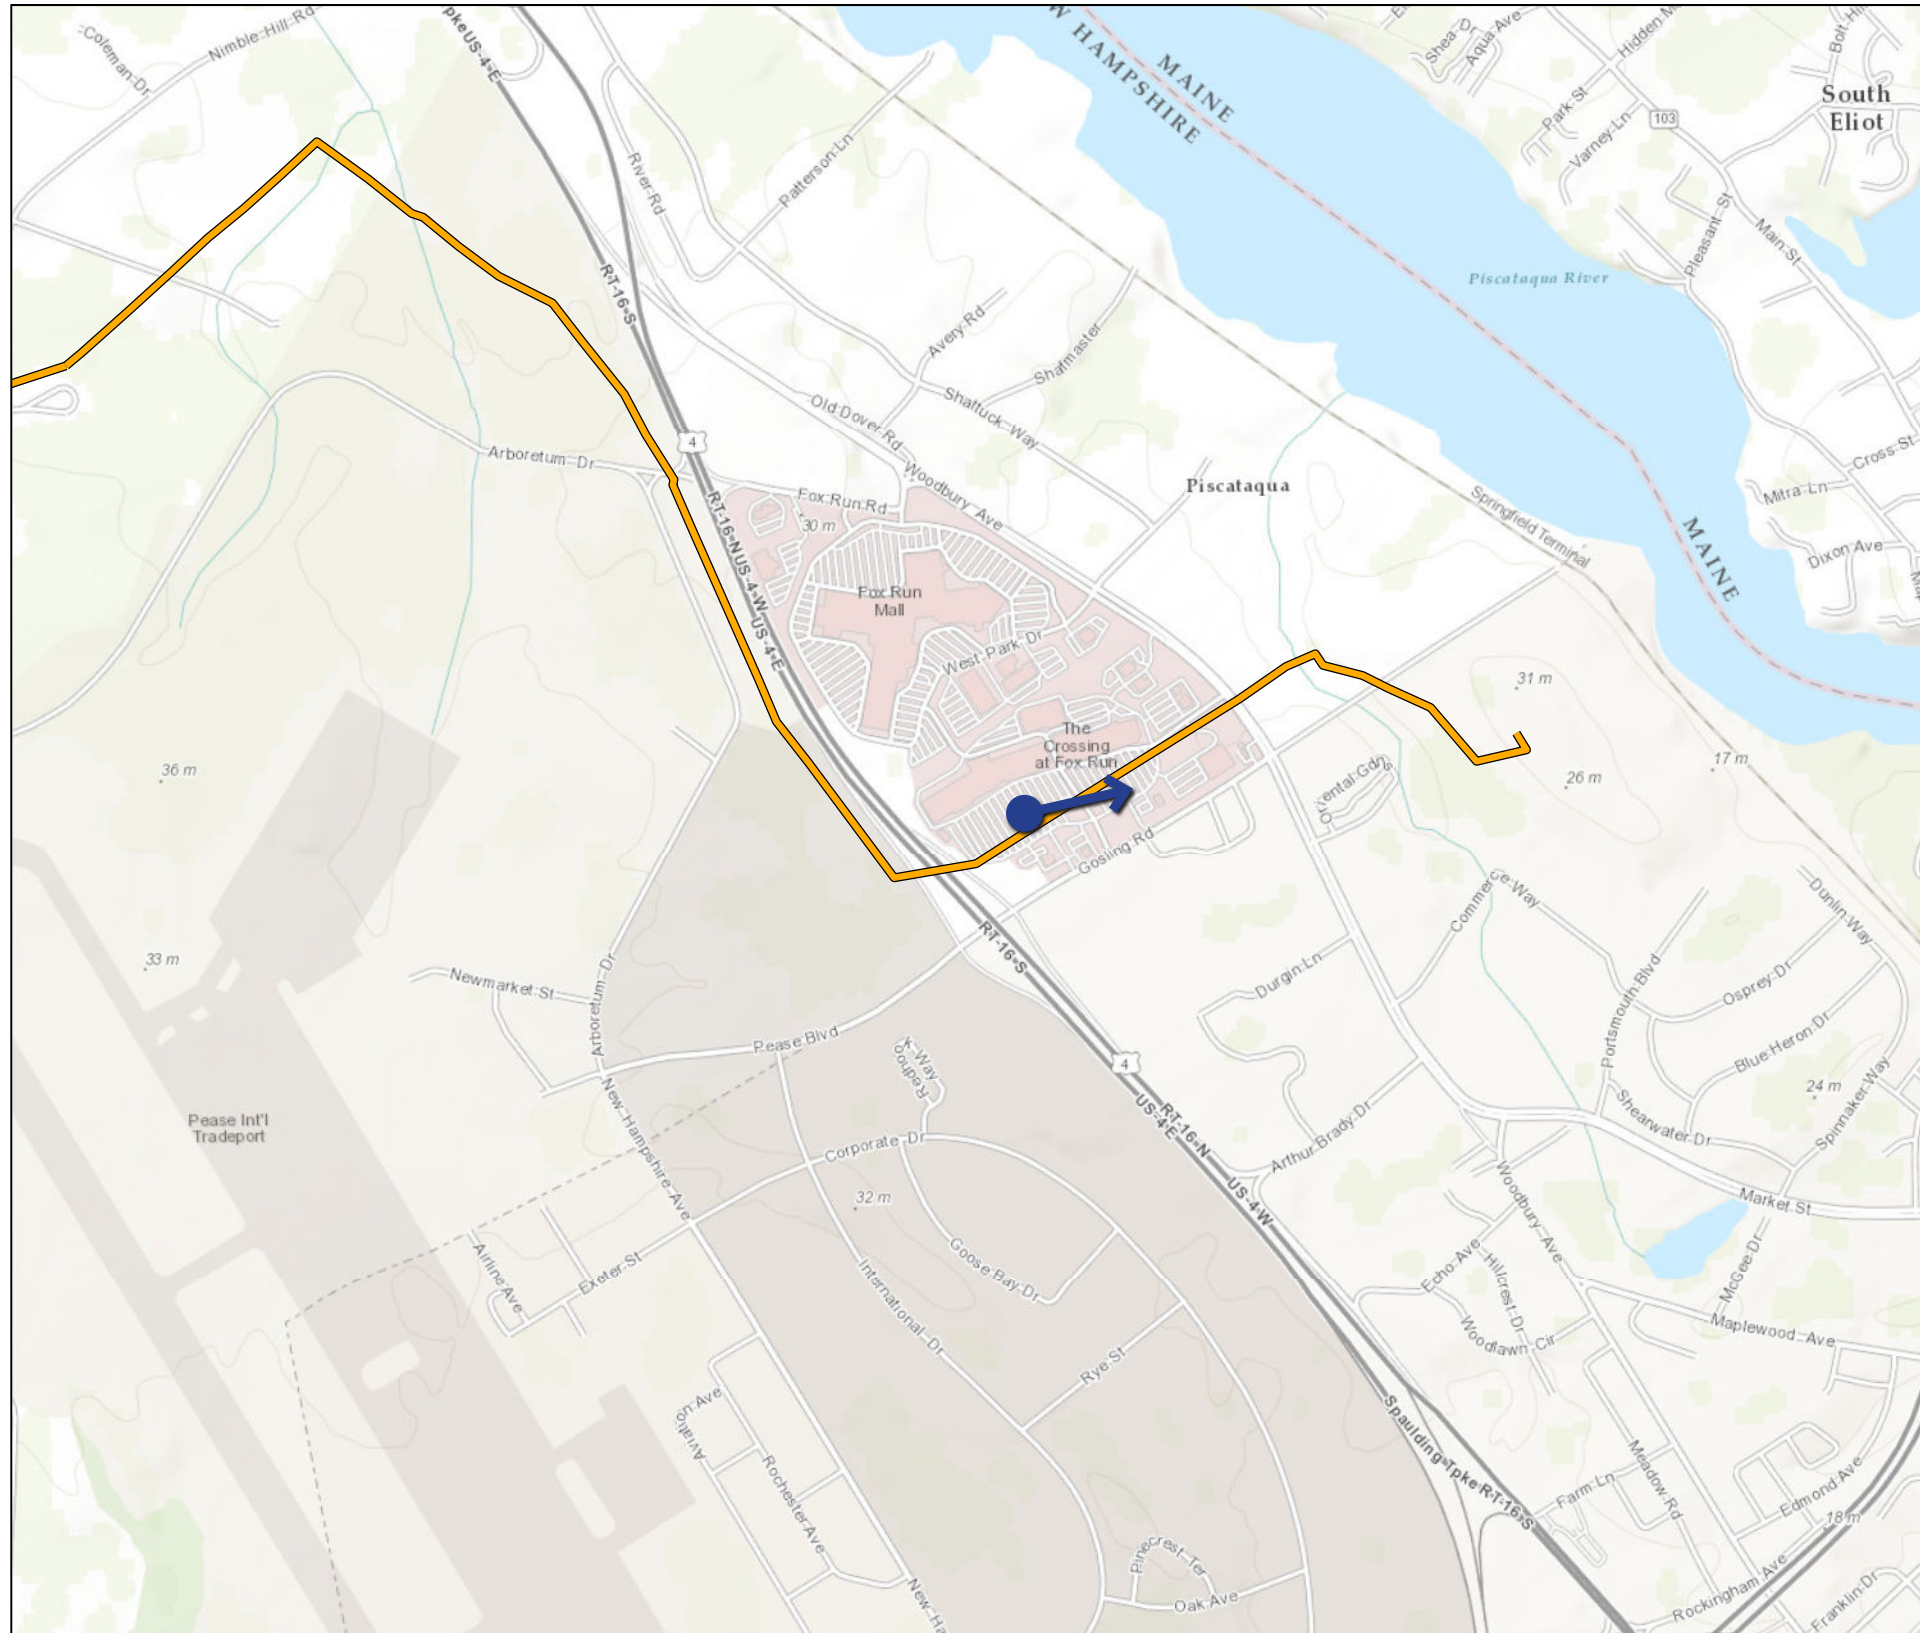 Coleman-Dr
Nimble-Hill-Rd
pkeUS-4-E
W HAMPSHIRE
MAINE
Shea-Dr
Aqua-Ave
Hidden-M
Bolt-Hi
South
Eliot
103
Park-St
Varney-Ln
Pleasant-St
Main-St
River-Rd
Patterson-Ln
Piscataqua River
RT-16-S
Avery-Rd
Shafmaster
Shattuck-Way
Old-Dover-Rd
4
Arboretum-Dr
Woodbury-Ave
Piscataqua
Fox-Run-Rd
30 m
Springfield Terminal
Cross-St
Mitra-Ln
MAINE
Dixon Ave
RT-16-N
US-4-W
US-4-E
Fox Run
Mall
West-Park-Dr
31 m
The
Crossing
at Fox Run
36 m
17 m
26 m
Oriental-Gdns
Gosling-Rd
Commerce-Way
Dunlin-Way
33 m
RT-16-S
Newmarket-St
Arboretum-Dr
Durgin-Ln
Portsmouth-Blvd
Osprey-Dr
Pease Blvd
Redhook-Way
Blue-Heron-Dr
4
24 m
Pease Int'l
Tradeport
New-Hampshire-Ave
US-4-E
RT-16-N
US-4-W
Shearwater-Dr
Spinnaker-Way
Corporate-Dr
Arthur-Brady-Dr
32 m
Woodbury-Ave
Market-St
Airline-Ave
Exeter-St
Goose-Bay-Dr
International-Dr
Echo-Ave
Hillcrest-Dr
McGee-Dr
Woodlawn-Cir
Maplewood-Ave
Rye-St
Aviation-Ave
Spaulding-Tpke-RT-16-S
Rochester-Ave
Meadow-Rd
Farm-Ln
Edmond-Ave
18 m
Pinecrest-Ter
Oak-Ave
New-Ha
Rockingham-Ave
Franklin-Dr